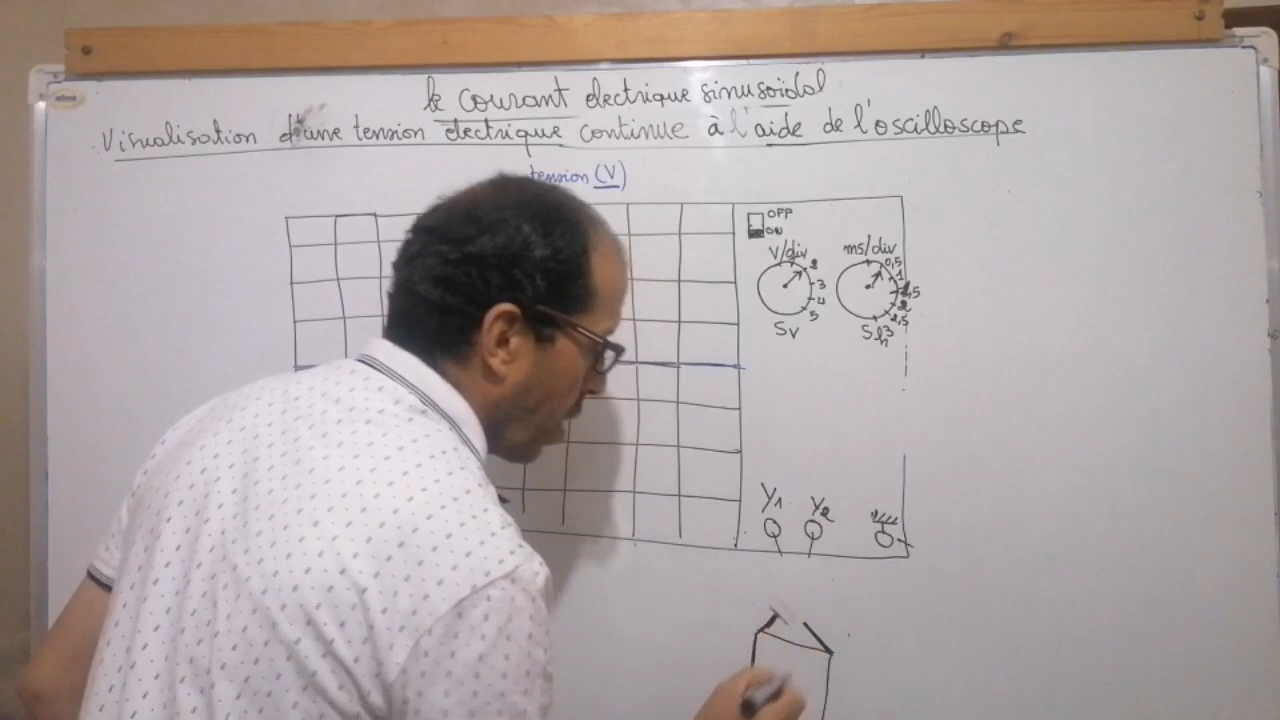 le courant electrique sinusoïdal
Visualisation d'une tension électrique continue à l'aide de l'oscilloscope
tension (V)
OFF
ON
V/div
2
3
4
5
Sv
ms/div
0,5
1
1,5
2
2,5
3
Sh
Y1
Y2